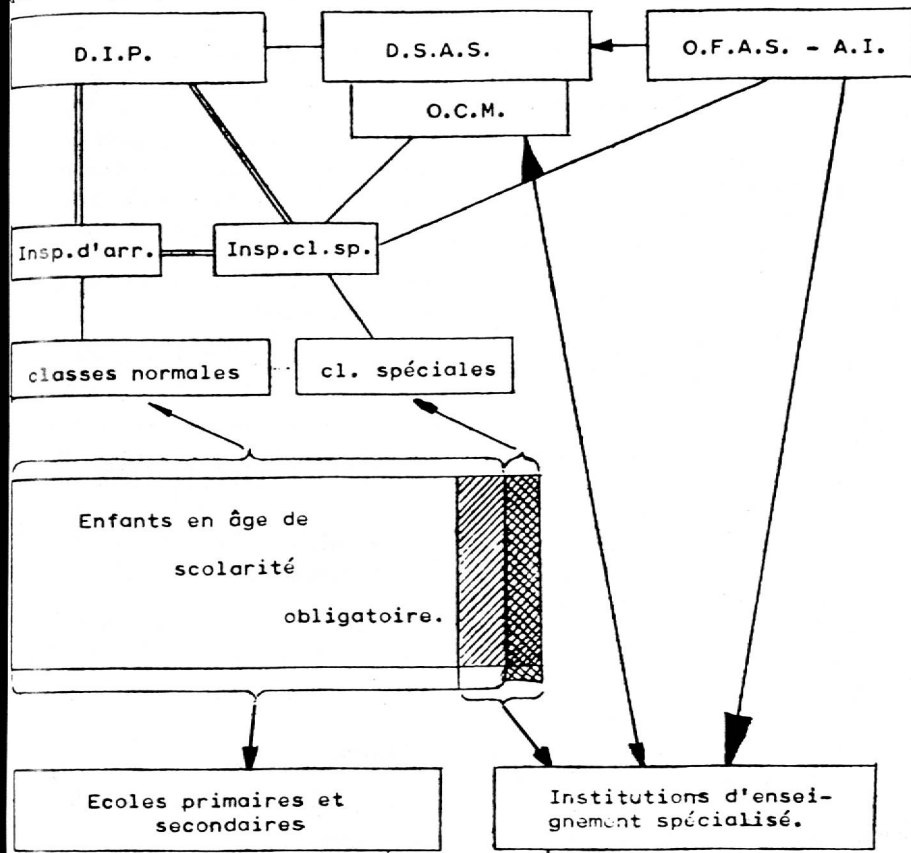 D.I.P.
D.S.A.S.
O.F.A.S. - A.I.
O.C.M.
Insp.d'arr.
Insp.cl.sp.
classes normales
cl. spéciales
Enfants en âge de
scolarité
obligatoire.
Ecoles primaires et
secondaires
Institutions d'ensei-
gnement spécialisé.